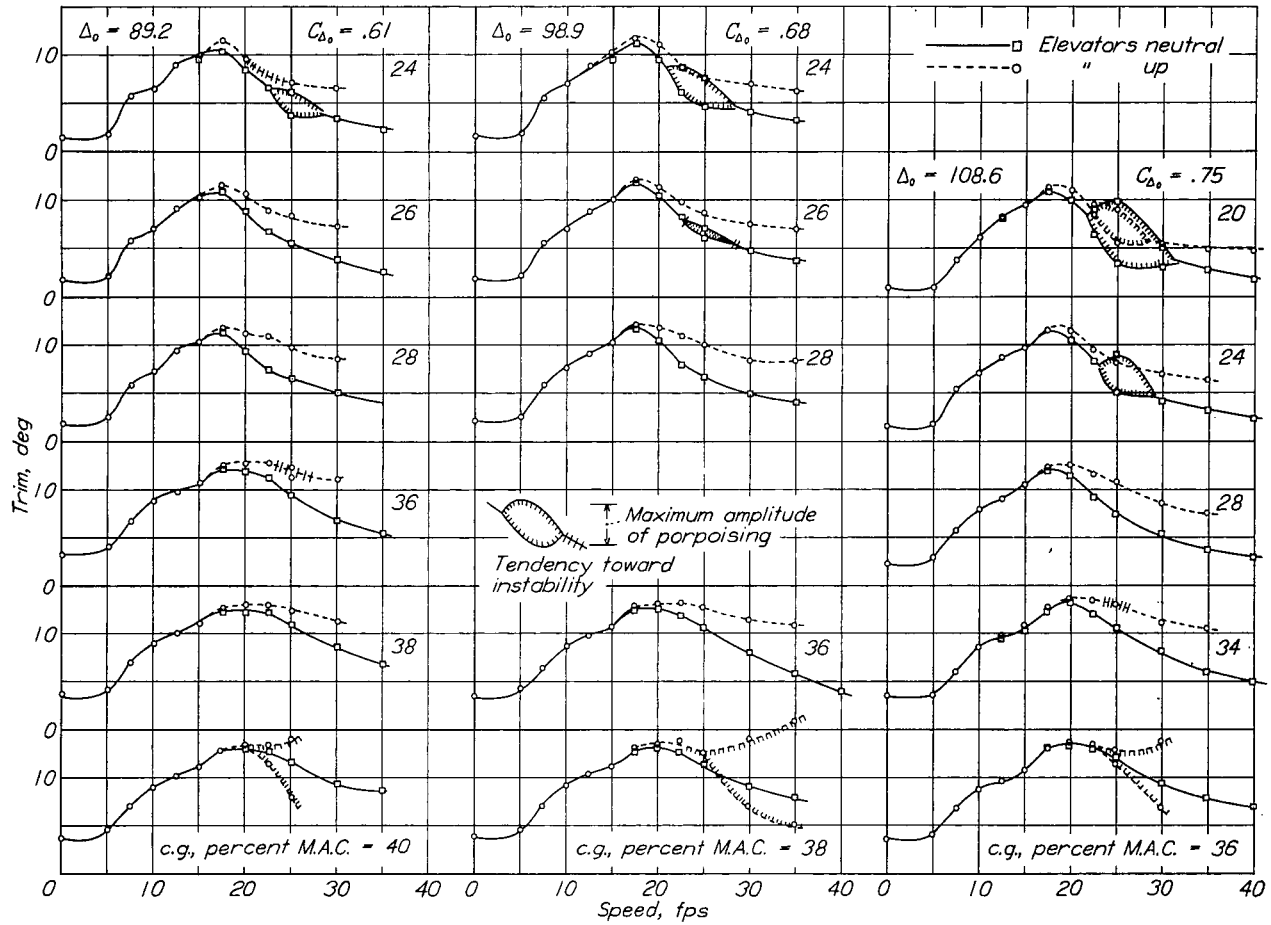 Δ₀ = 89.2 C_Δ₀ = .61
Δ₀ = 98.9 C_Δ₀ = .68
Elevators neutral
" up
10
24
24
0
Δ₀ = 108.6 C_Δ₀ = .75
10
26
26
20
0
10
28
28
24
0
Trim, deg
10
36
28
Maximum amplitude
of porpoising
Tendency toward
instability
0
10
38
36
34
0
10
c.g., percent M.A.C. = 40
c.g., percent M.A.C. = 38
c.g., percent M.A.C. = 36
0 10 20 30 40 0 10 20 30 40 0 10 20 30 40
Speed, fps